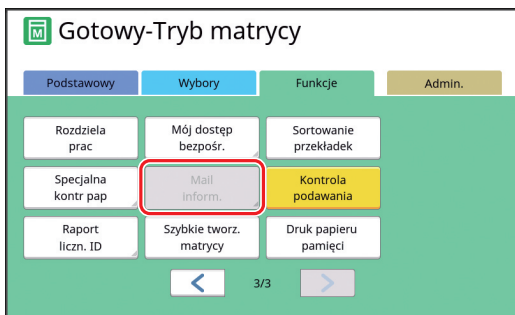 M
Gotowy-Tryb matrycy
Podstawowy
Wybory
Funkcje
Admin.
Rozdziela
prac
Mój dostęp
bezpośr.
Sortowanie
przekładek
Specjalna
kontr pap
Mail
inform.
Kontrola
podawania
Raport
liczn. ID
Szybkie tworz.
matrycy
Druk papieru
pamięci
3/3